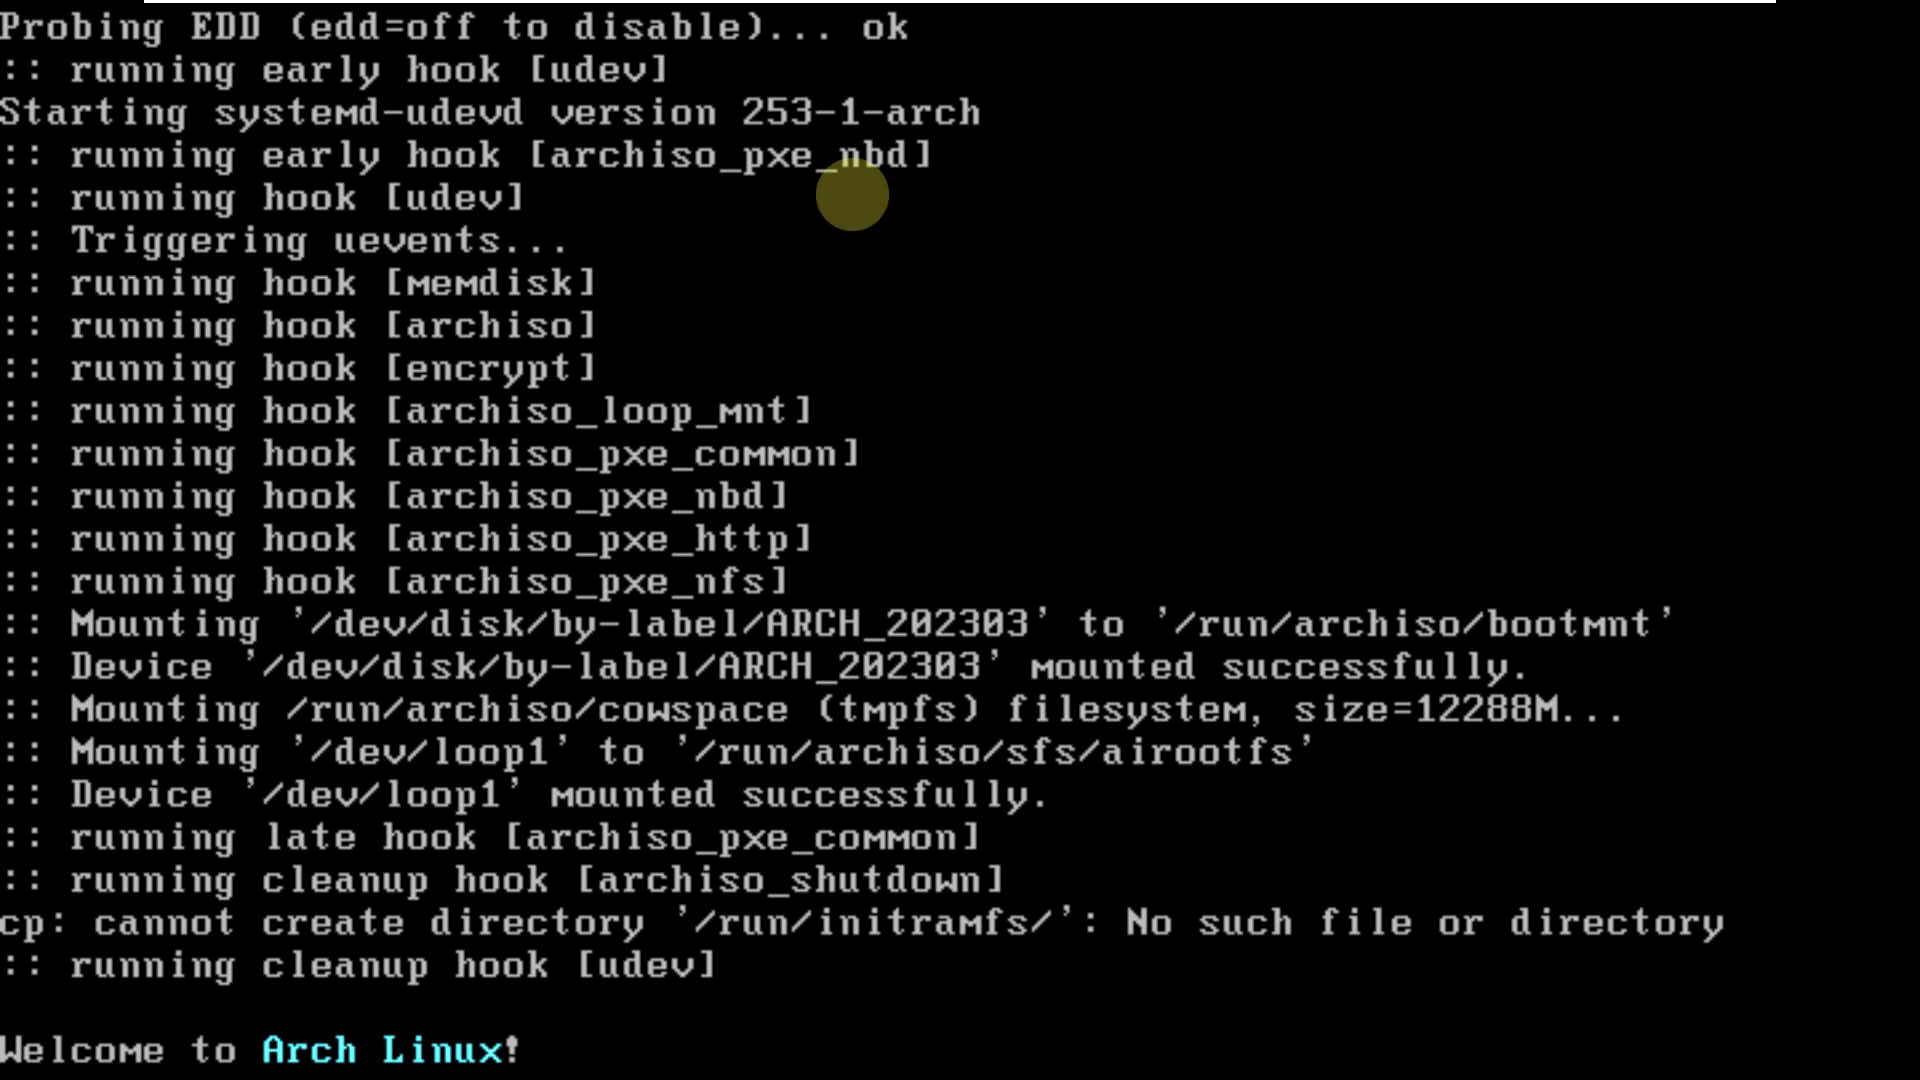 Probing EDD (edd=off to disable)... ok
:: running early hook [udev]
Starting systemd-udevd version 253-1-arch
:: running early hook [archiso_pxe_nbd]
:: running hook [udev]
:: Triggering uevents...
:: running hook [memdisk]
:: running hook [archiso]
:: running hook [encrypt]
:: running hook [archiso_loop_mnt]
:: running hook [archiso_pxe_common]
:: running hook [archiso_pxe_nbd]
:: running hook [archiso_pxe_http]
:: running hook [archiso_pxe_nfs]
:: Mounting '/dev/disk/by-label/ARCH_202303' to '/run/archiso/bootmnt'
:: Device '/dev/disk/by-label/ARCH_202303' mounted successfully.
:: Mounting /run/archiso/cowspace (tmpfs) filesystem, size=12288M...
:: Mounting '/dev/loop1' to '/run/archiso/sfs/airootfs'
:: Device '/dev/loop1' mounted successfully.
:: running late hook [archiso_pxe_common]
:: running cleanup hook [archiso_shutdown]
cp: cannot create directory '/run/initramfs/': No such file or directory
:: running cleanup hook [udev]
Welcome to Arch Linux!